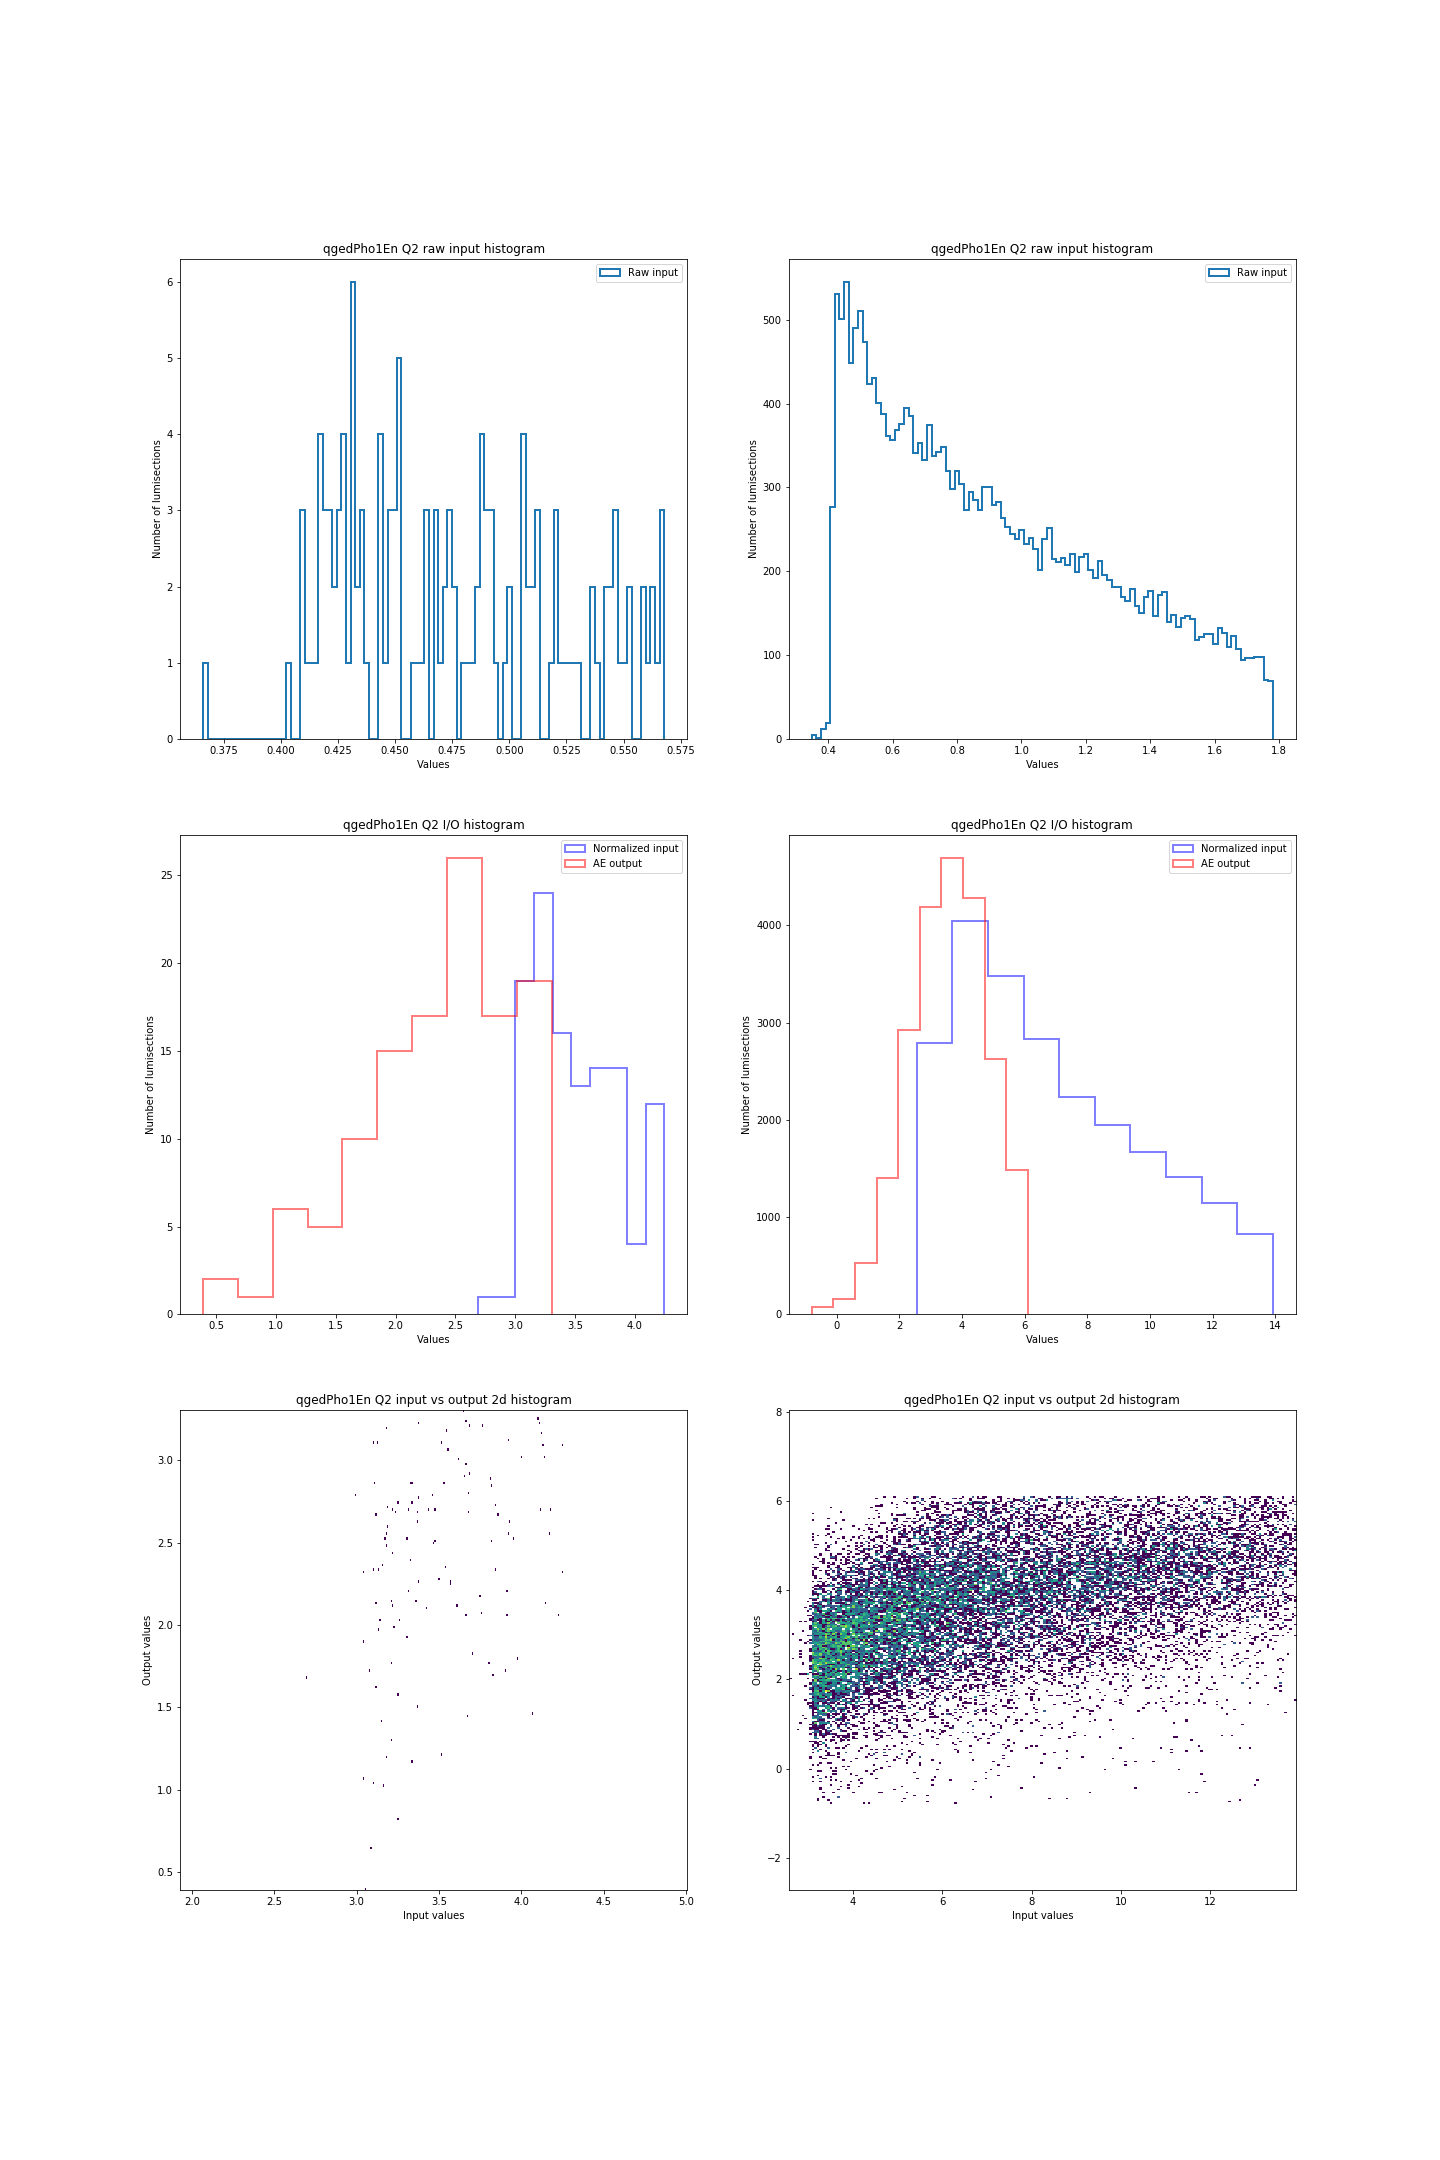 qgedPho1En Q2 raw input histogram
Raw input
Number of lumisections
6
5
4
3
2
1
0
0.375 0.400 0.425 0.450 0.475 0.500 0.525 0.550 0.575
Values
qgedPho1En Q2 raw input histogram
Raw input
Number of lumisections
500
400
300
200
100
0
0.4 0.6 0.8 1.0 1.2 1.4 1.6 1.8
Values
qgedPho1En Q2 I/O histogram
Normalized input
AE output
Number of lumisections
25
20
15
10
5
0
0.5 1.0 1.5 2.0 2.5 3.0 3.5 4.0
Values
qgedPho1En Q2 I/O histogram
Normalized input
AE output
Number of lumisections
4000
3000
2000
1000
0
0 2 4 6 8 10 12 14
Values
qgedPho1En Q2 input vs output 2d histogram
Output values
3.0
2.5
2.0
1.5
1.0
0.5
2.0 2.5 3.0 3.5 4.0 4.5 5.0
Input values
qgedPho1En Q2 input vs output 2d histogram
Output values
8
6
4
2
0
−2
4 6 8 10 12
Input values